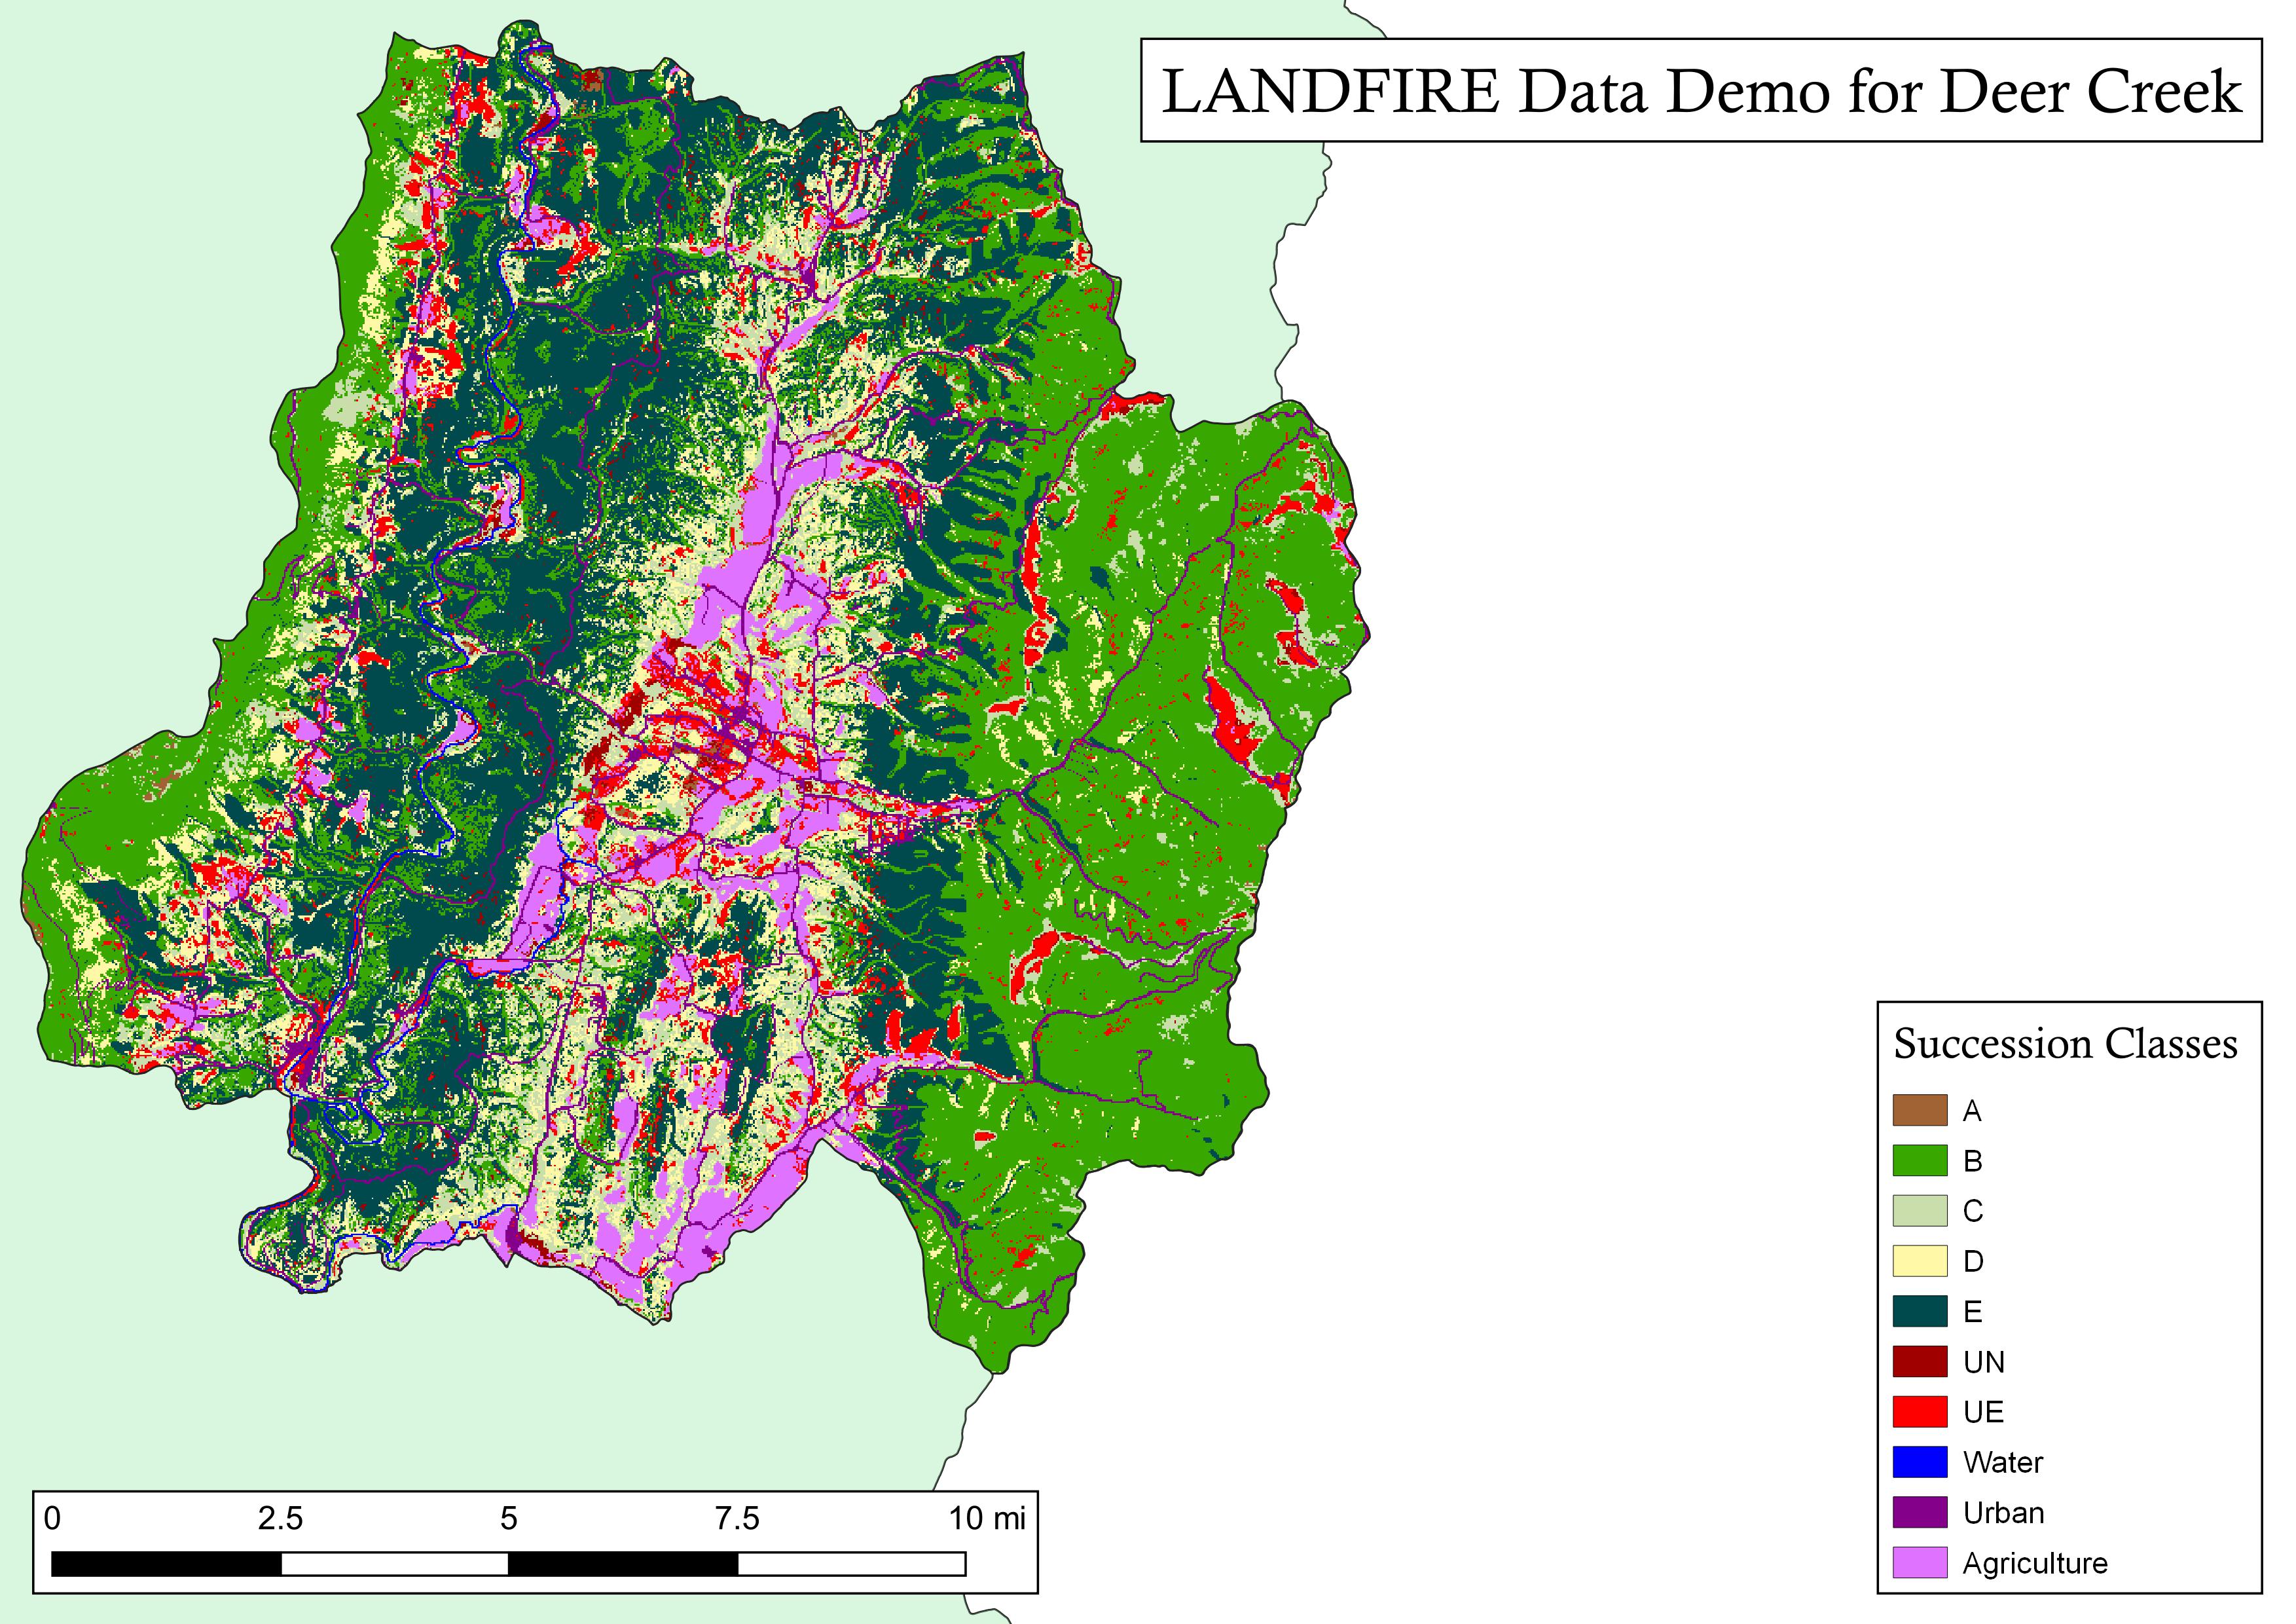 LANDFIRE Data Demo for Deer Creek
Succession Classes
A
B
C
D
E
UN
UE
Water
Urban
Agriculture
0 2.5 5 7.5 10 mi